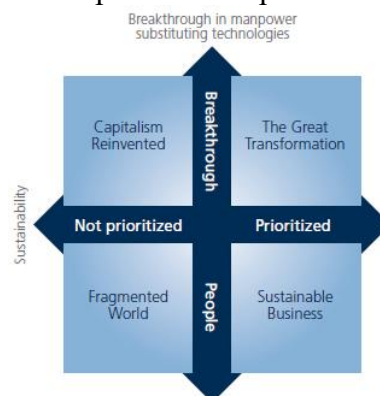 Breakthrough in manpower
substituting technologies
Capitalism
Reinvented
Breakthrough
The Great
Transformation
Sustainability
Not prioritized
Prioritized
Fragmented
World
People
Sustainable
Business